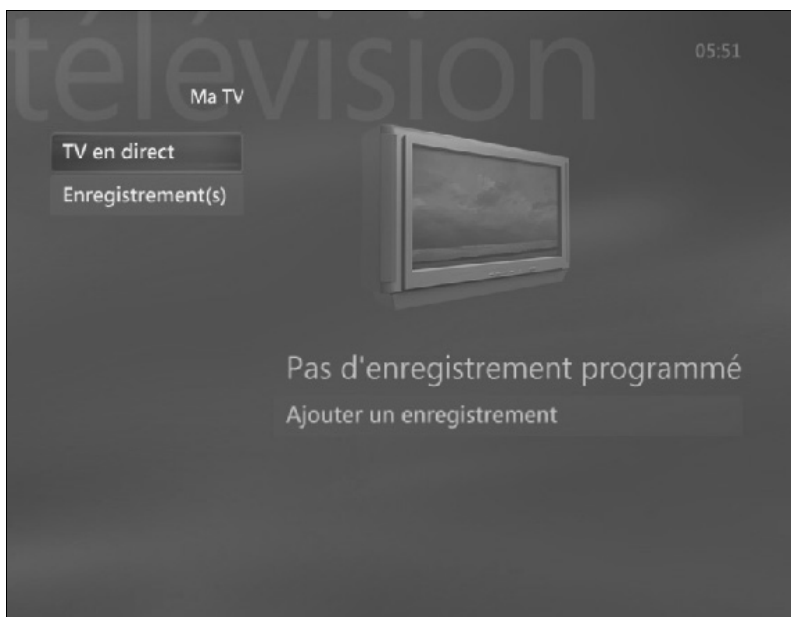 télévision
05:51
Ma TV
TV en direct
Enregistrement(s)
Pas d'enregistrement programmé
Ajouter un enregistrement